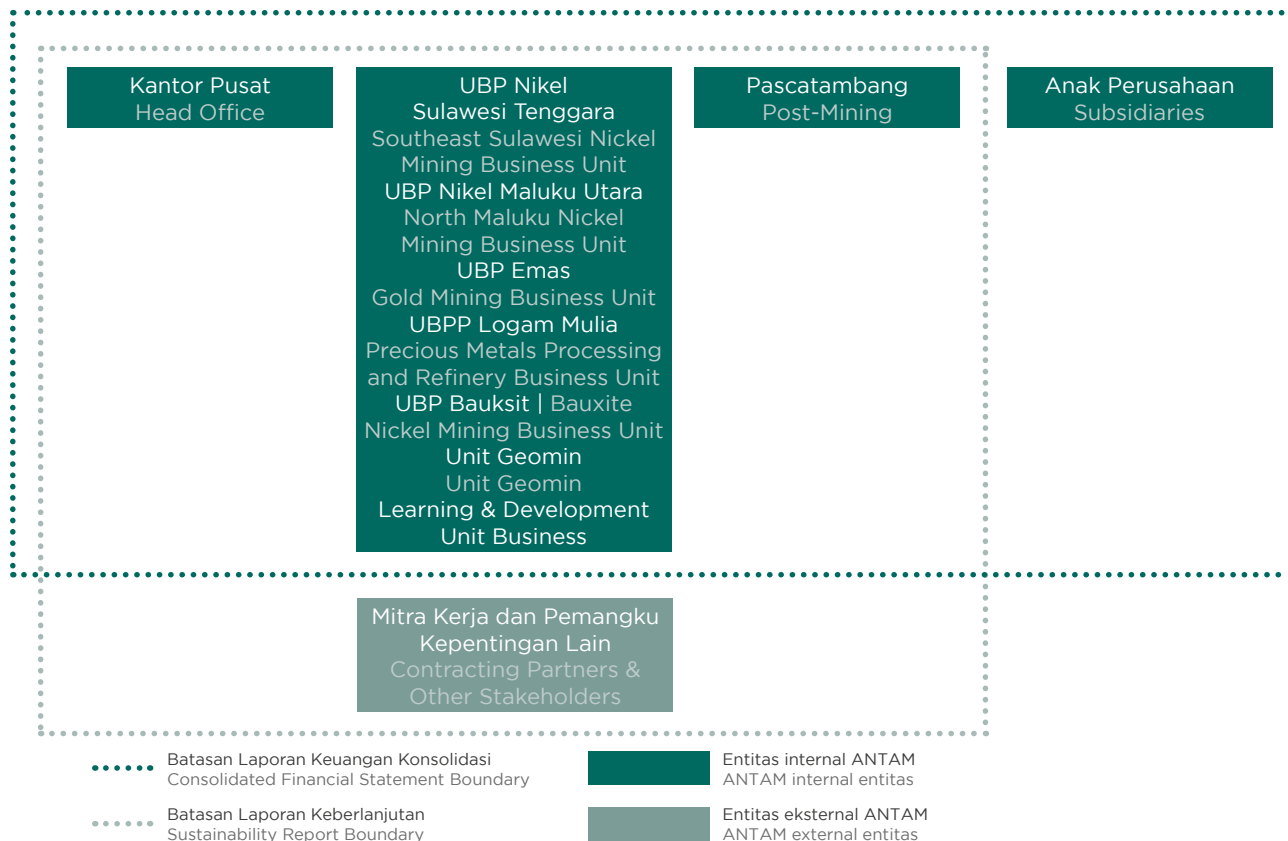 Kantor Pusat
Head Office
UBP Nikel
Sulawesi Tenggara
Southeast Sulawesi Nickel
Mining Business Unit
UBP Nikel Maluku Utara
North Maluku Nickel
Mining Business Unit
UBP Emas
Gold Mining Business Unit
UBPP Logam Mulia
Precious Metals Processing
and Refinery Business Unit
UBP Bauksit | Bauxite
Nickel Mining Business Unit
Unit Geomin
Unit Geomin
Learning & Development
Unit Business
Pascatambang
Post-Mining
Anak Perusahaan
Subsidiaries
Mitra Kerja dan Pemangku
Kepentingan Lain
Contracting Partners &
Other Stakeholders
Batasan Laporan Keuangan Konsolidasi
Consolidated Financial Statement Boundary
Batasan Laporan Keberlanjutan
Sustainability Report Boundary
Entitas internal ANTAM
ANTAM internal entitas
Entitas eksternal ANTAM
ANTAM external entitas